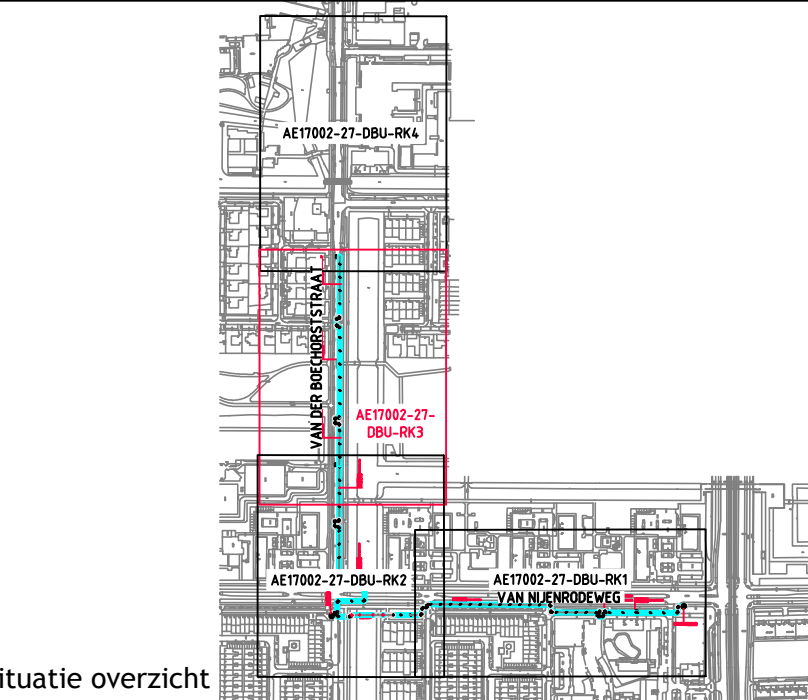 AE17002-27-DBU-RK4
VAN DER BOECHORSTSTRAAT
AE17002-27-
DBU-RK3
AE17002-27-DBU-RK2
AE17002-27-DBU-RK1
VAN NIJENRODEWEG
ituatie overzicht